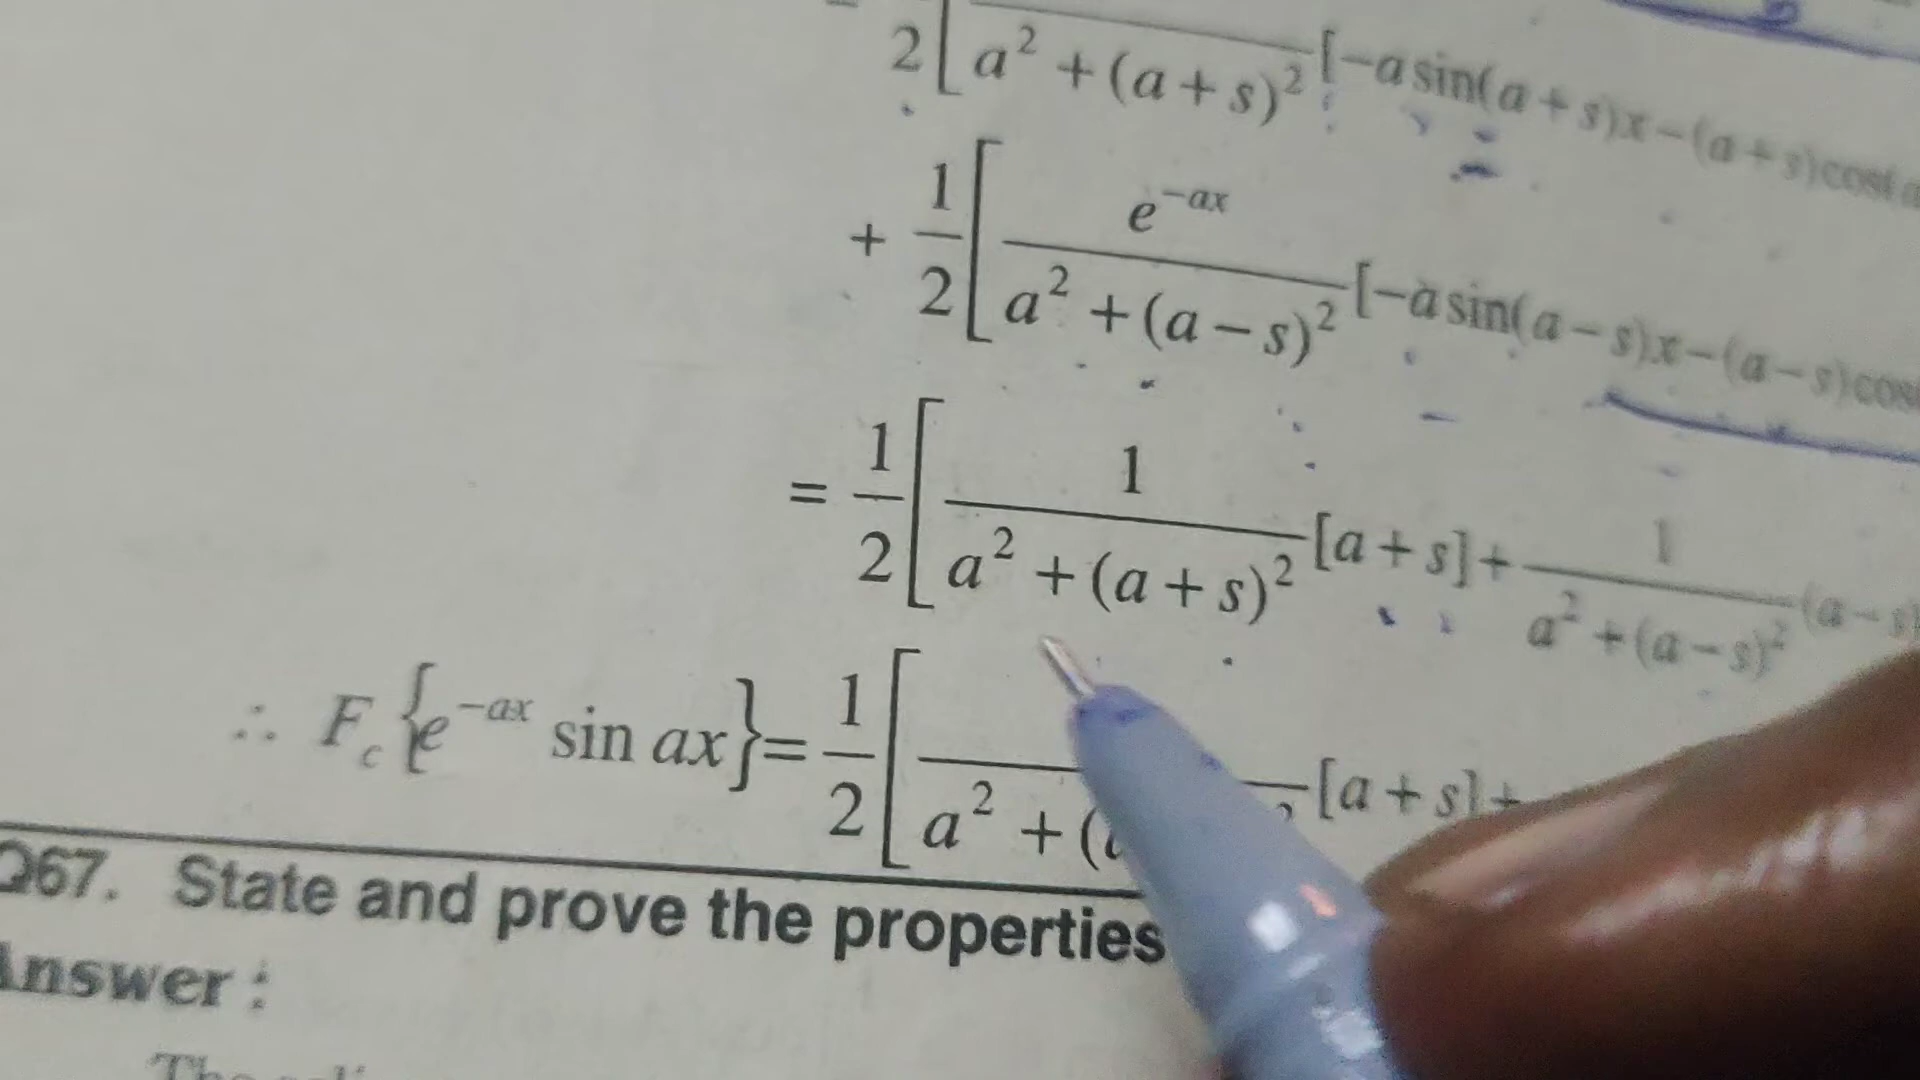 2 [ a² + (a + s)² [−a sin(a + s)x − (a + s)cos(a
+ 1/2 [ e^{−ax} / (a² + (a − s)²) [−a sin(a − s)x − (a − s)cos
= 1/2 [ 1 / (a² + (a + s)²) [a + s] + 1 / (a² + (a − s)²) (a − s)
∴ F_c {e^{−ax} sin ax} = 1/2 [ a² + ( [a + s] +
Q67. State and prove the properties
Answer :